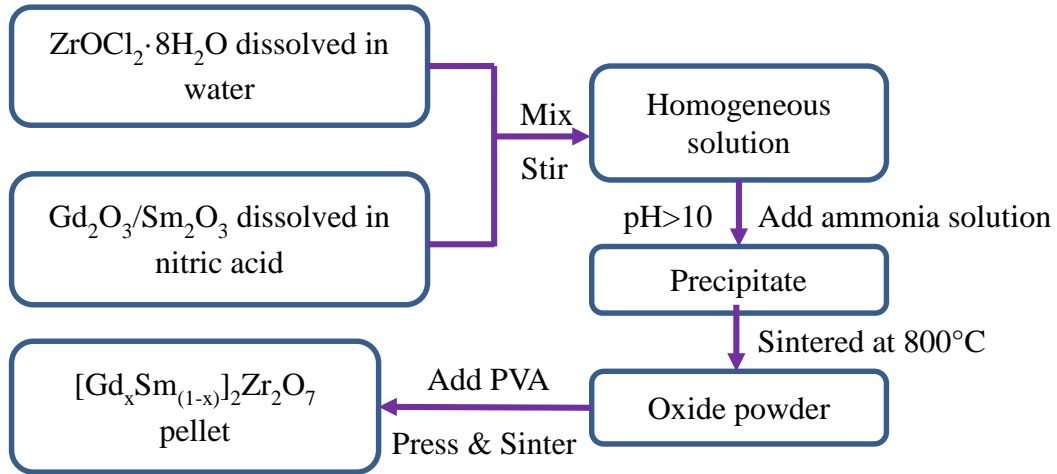 ZrOCl₂·8H₂O dissolved in
water
Mix
Stir
Homogeneous
solution
Gd₂O₃/Sm₂O₃ dissolved in
nitric acid
pH>10
Add ammonia solution
Precipitate
Sintered at 800°C
Oxide powder
Add PVA
Press & Sinter
[GdₓSm₍₁₋ₓ₎]₂Zr₂O₇
pellet